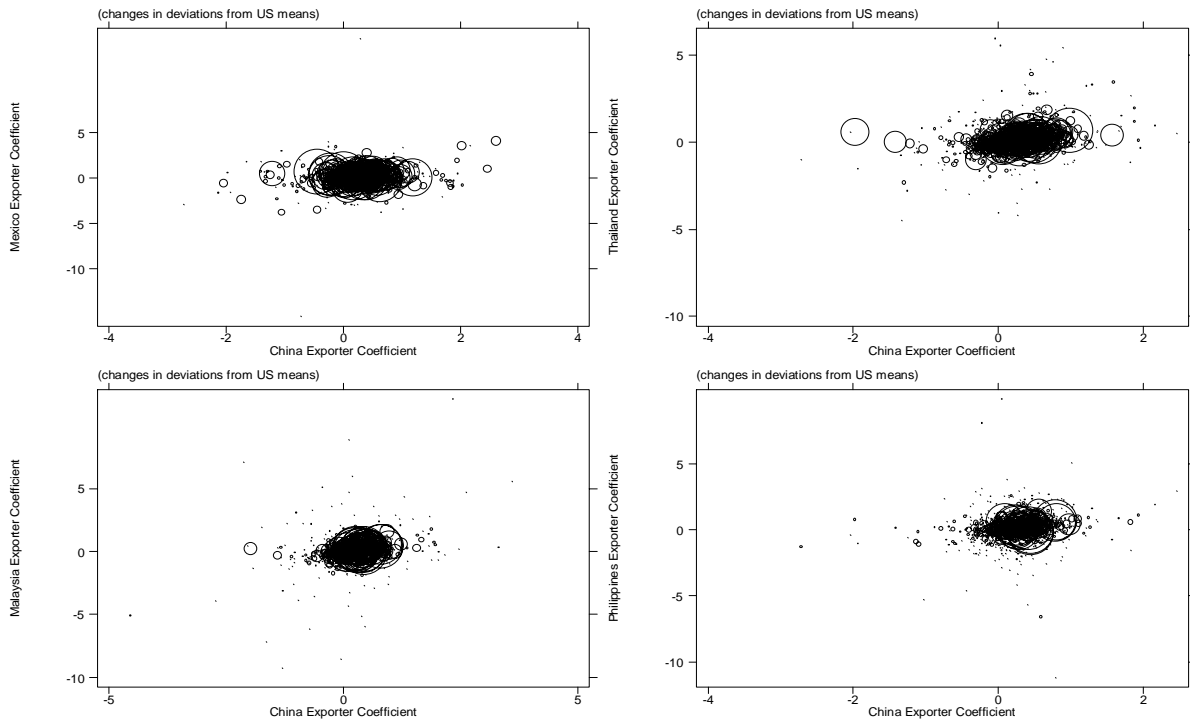 (changes in deviations from US means)
Mexico Exporter Coefficient
5
0
-5
-10
-4
-2
0
2
4
China Exporter Coefficient
(changes in deviations from US means)
Thailand Exporter Coefficient
5
0
-5
-10
-4
-2
0
2
China Exporter Coefficient
(changes in deviations from US means)
Malaysia Exporter Coefficient
5
0
-5
-10
-5
0
5
China Exporter Coefficient
(changes in deviations from US means)
Philippines Exporter Coefficient
5
0
-5
-10
-4
-2
0
2
China Exporter Coefficient